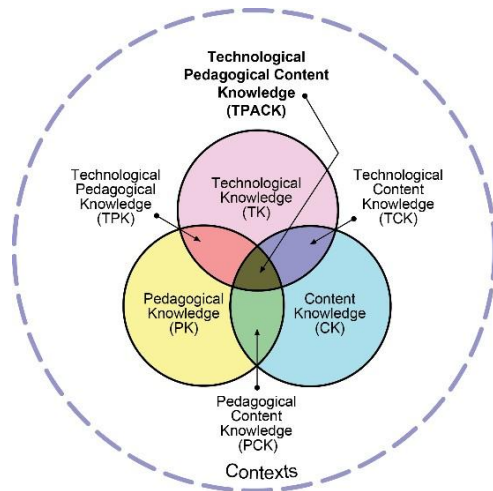 Technological
Pedagogical Content
Knowledge
(TPACK)
Technological
Pedagogical
Knowledge
(TPK)
Technological
Knowledge
(TK)
Technological
Content
Knowledge
(TCK)
Pedagogical
Knowledge
(PK)
Content
Knowledge
(CK)
Pedagogical
Content
Knowledge
(PCK)
Contexts